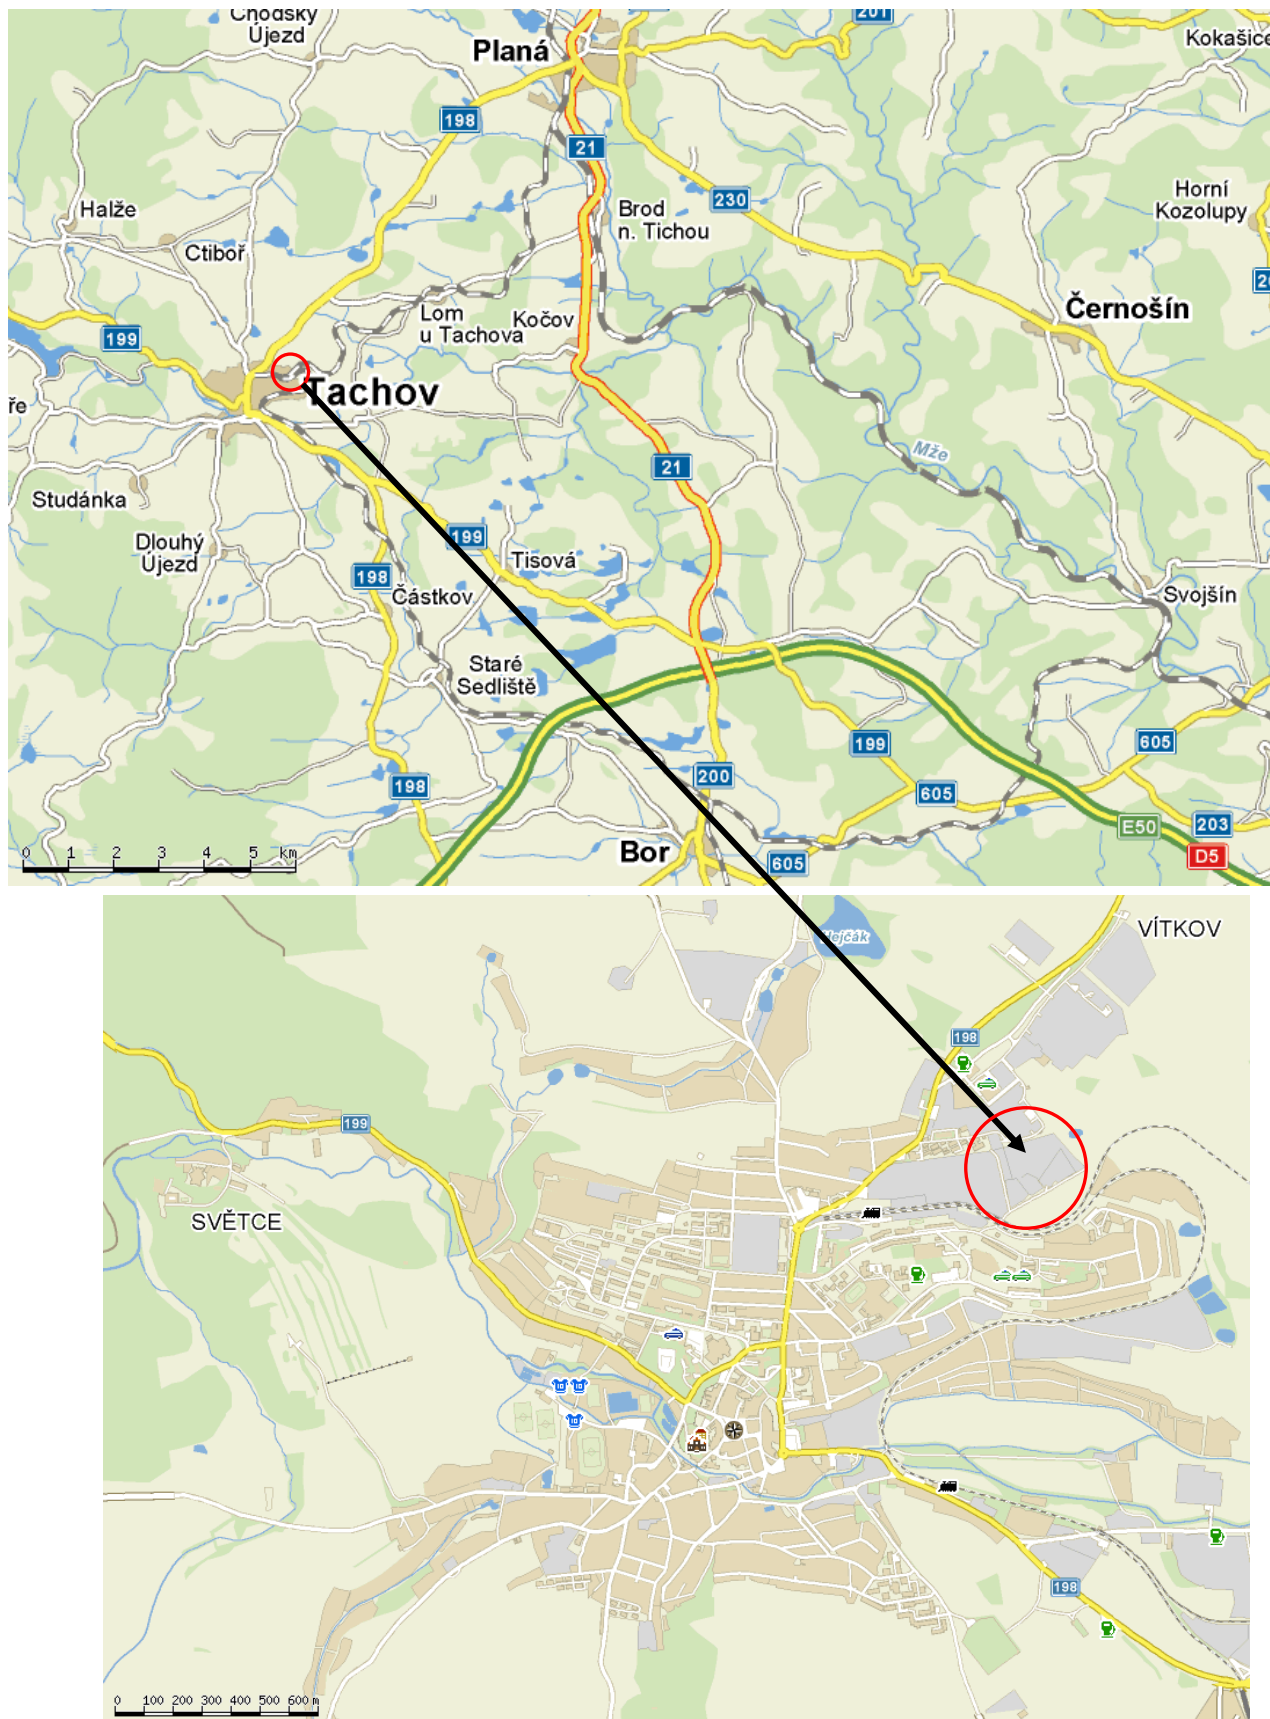 Chodský
Újezd
Planá
201
Kokašice
198
21
230
Halže
Brod
n. Tichou
Horní
Kozolupy
Ctiboř
Lom
u Tachova
Kočov
Černošín
199
Tachov
ře
Mže
21
Studánka
Dlouhý
Újezd
199
Tisová
198
Částkov
Svojšín
Staré
Sedliště
199
605
200
198
605
E50
203
Bor
605
D5
0 1 2 3 4 5 km
VÍTKOV
198
199
SVĚTCE
198
0 100 200 300 400 500 600 m